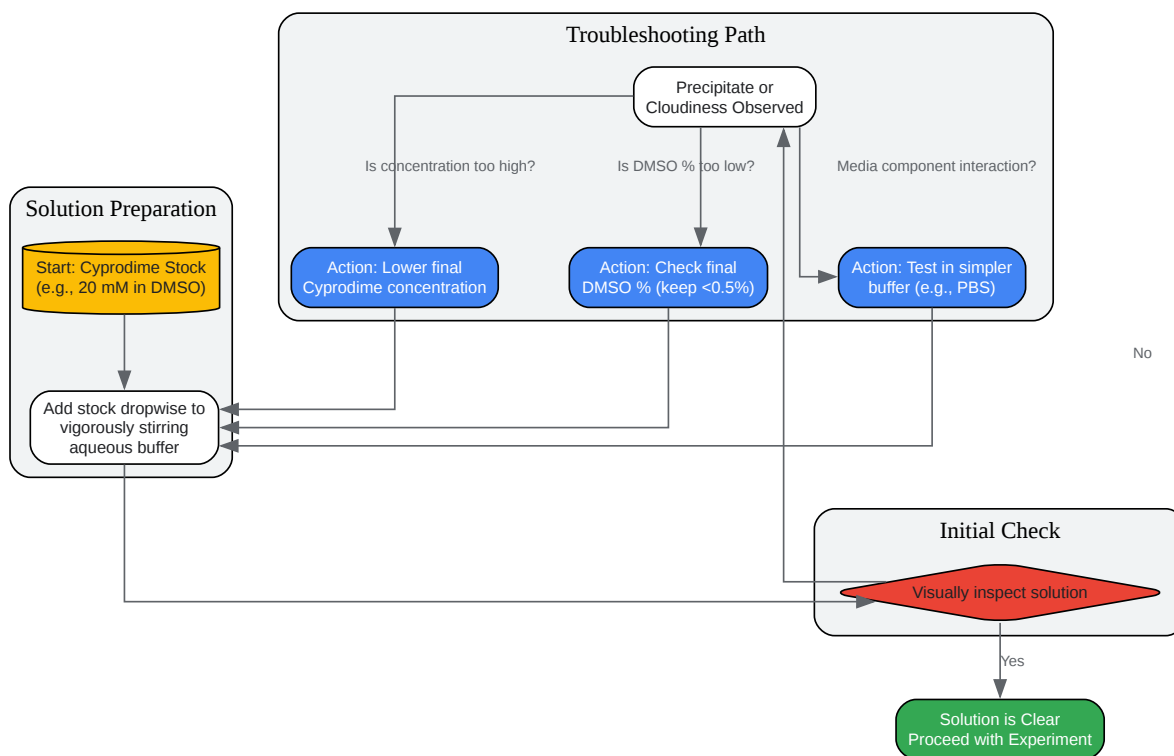 Troubleshooting Path
Precipitate or
Cloudiness Observed
Is concentration too high?
Is DMSO % too low?
Media component interaction?
Solution Preparation
Start: Cyprodime Stock
(e.g., 20 mM in DMSO)
Action: Lower final
Cyprodime concentration
Action: Check final
DMSO % (keep <0.5%)
Action: Test in simpler
buffer (e.g., PBS)
No
Add stock dropwise to
vigorously stirring
aqueous buffer
Initial Check
Visually inspect solution
Yes
Solution is Clear
Proceed with Experiment